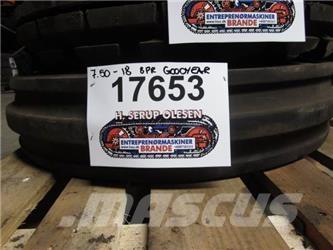 ENTREPRENØRMASKINER
BRANDE
7.50-18 8PR GOODYEAR
17653
H. SERUP OLESEN
ENTREPRENØRMASKINER
BRANDE
MASCUS